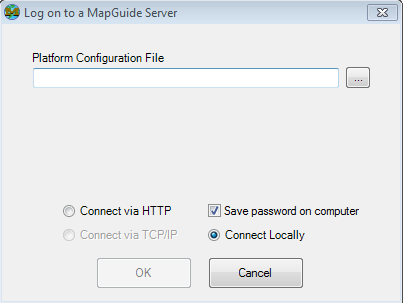 Log on to a MapGuide Server
Platform Configuration File
...
Connect via HTTP
Save password on computer
Connect via TCP/IP
Connect Locally
OK
Cancel